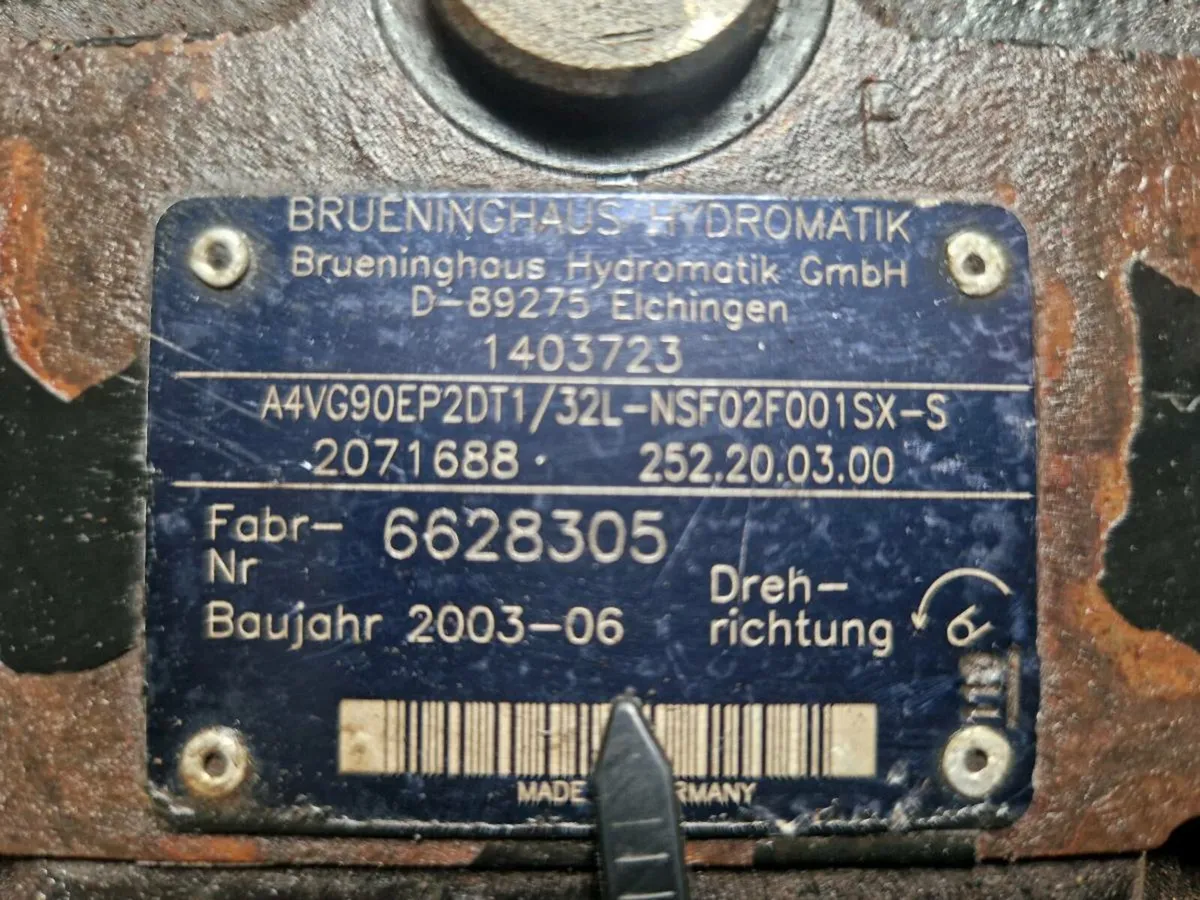 F
BRUENINGHAUS HYDROMATIK
Brueninghaus Hydromatik GmbH
D-89275 Elchingen
1403723
A4VG90EP2DT1/32L-NSF02F001SX-S
2071688 · 252.20.03.00
Fabr-
Nr
6628305
Baujahr 2003-06
Dreh-
richtung
MADE RMANY